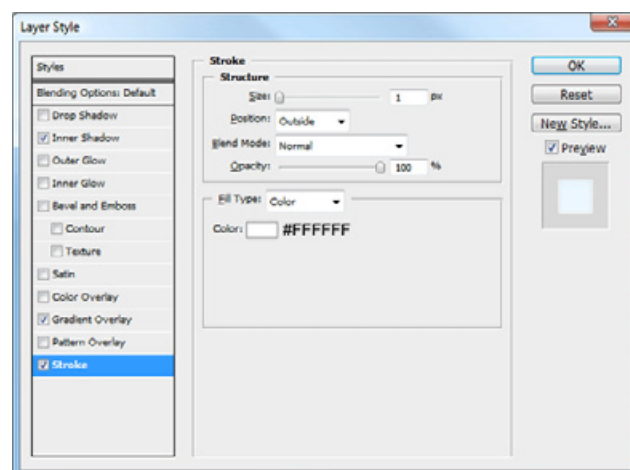 Layer Style
Styles
Blending Options: Default
Drop Shadow
Inner Shadow
Outer Glow
Inner Glow
Bevel and Emboss
Contour
Texture
Satin
Color Overlay
Gradient Overlay
Pattern Overlay
Stroke
Stroke
Structure
Size: 1 px
Position: Outside
Blend Mode: Normal
Opacity: 100 %
Fill Type: Color
Color: #FFFFFF
OK
Reset
New Style...
Preview